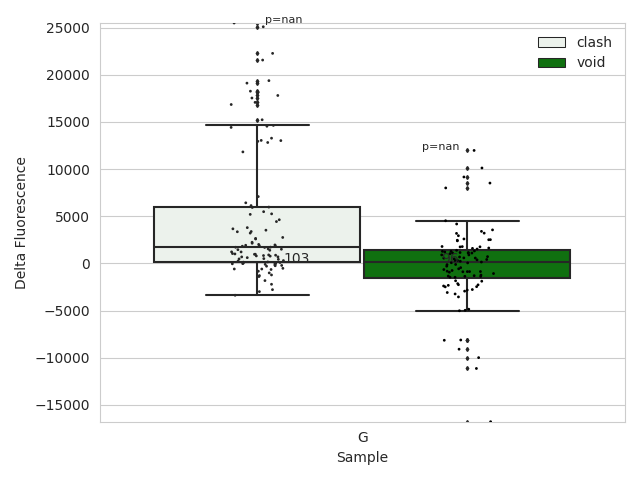 25000
20000
15000
10000
5000
0
−5000
−10000
−15000
Delta Fluorescence
p=nan
p=nan
103
clash
void
G
Sample